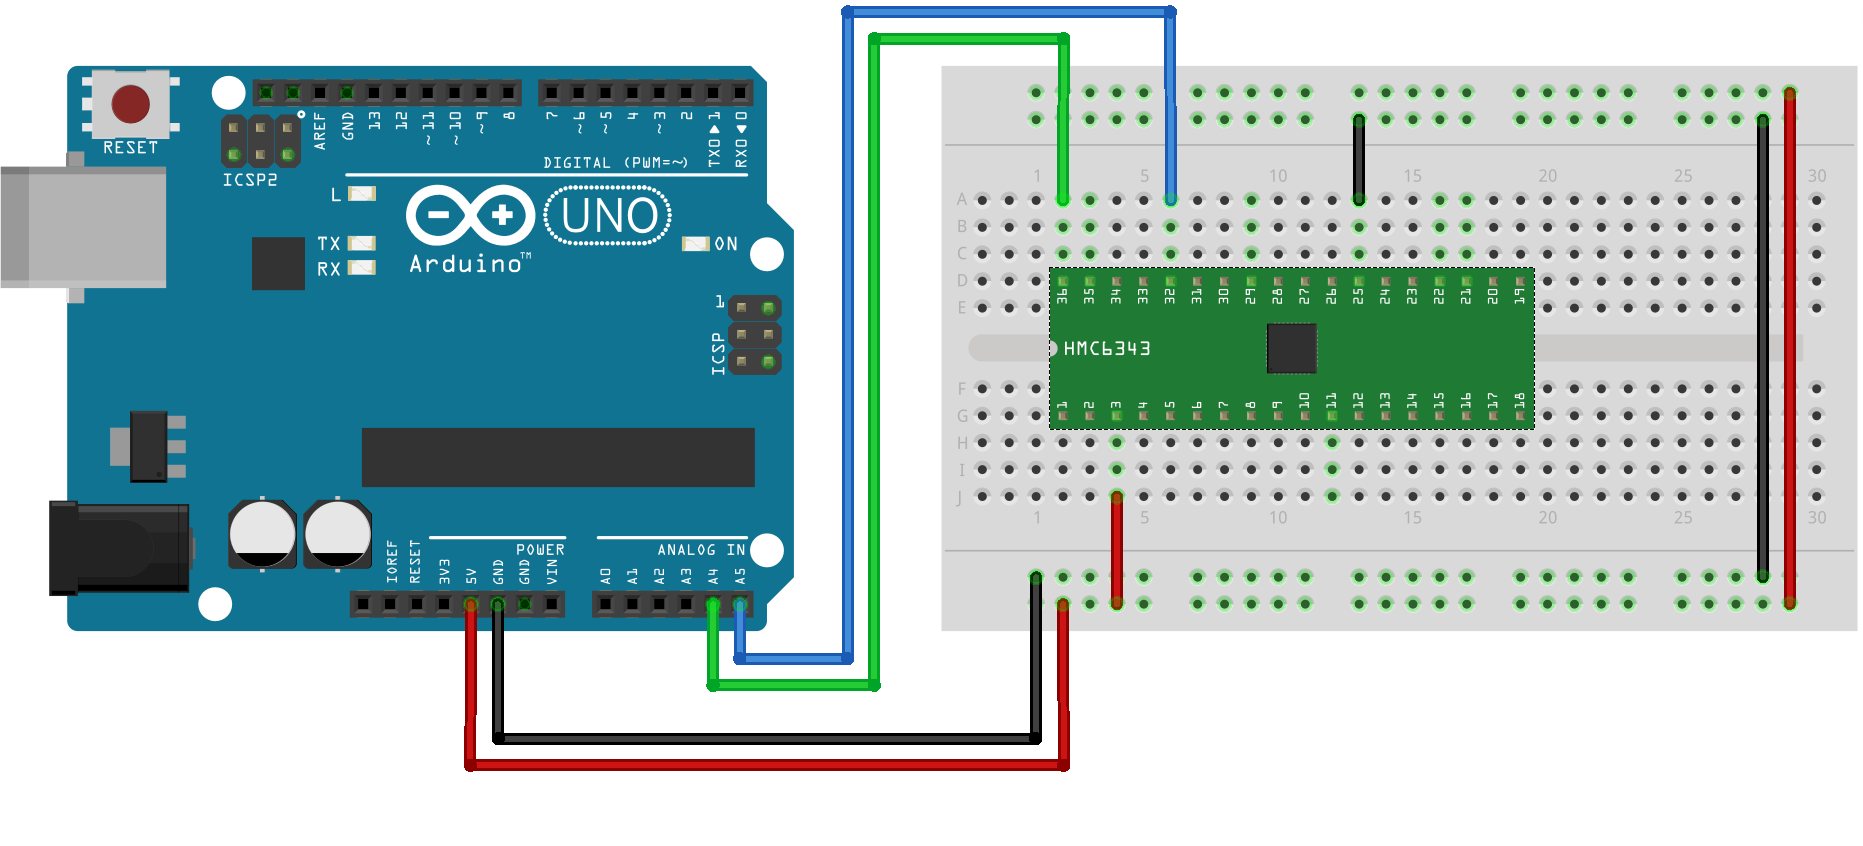 RESET
ICSP2
AREF
GND
13
12
~11
~10
~9
8
7
~6
~5
4
~3
2
TX0▶1
RX0◀0
DIGITAL (PWM=~)
L
TX
RX
UNO
Arduino™
ON
1
ICSP
IOREF
RESET
3V3
5V
GND
GND
VIN
POWER
A0
A1
A2
A3
A4
A5
ANALOG IN
1 5 10 15 20 25 30
A
B
C
D
E
36 35 34 33 32 31 30 29 28 27 26 25 24 23 22 21 20 19
HMC6343
1 2 3 4 5 6 7 8 9 10 11 12 13 14 15 16 17 18
F
G
H
I
J
1 5 10 15 20 25 30